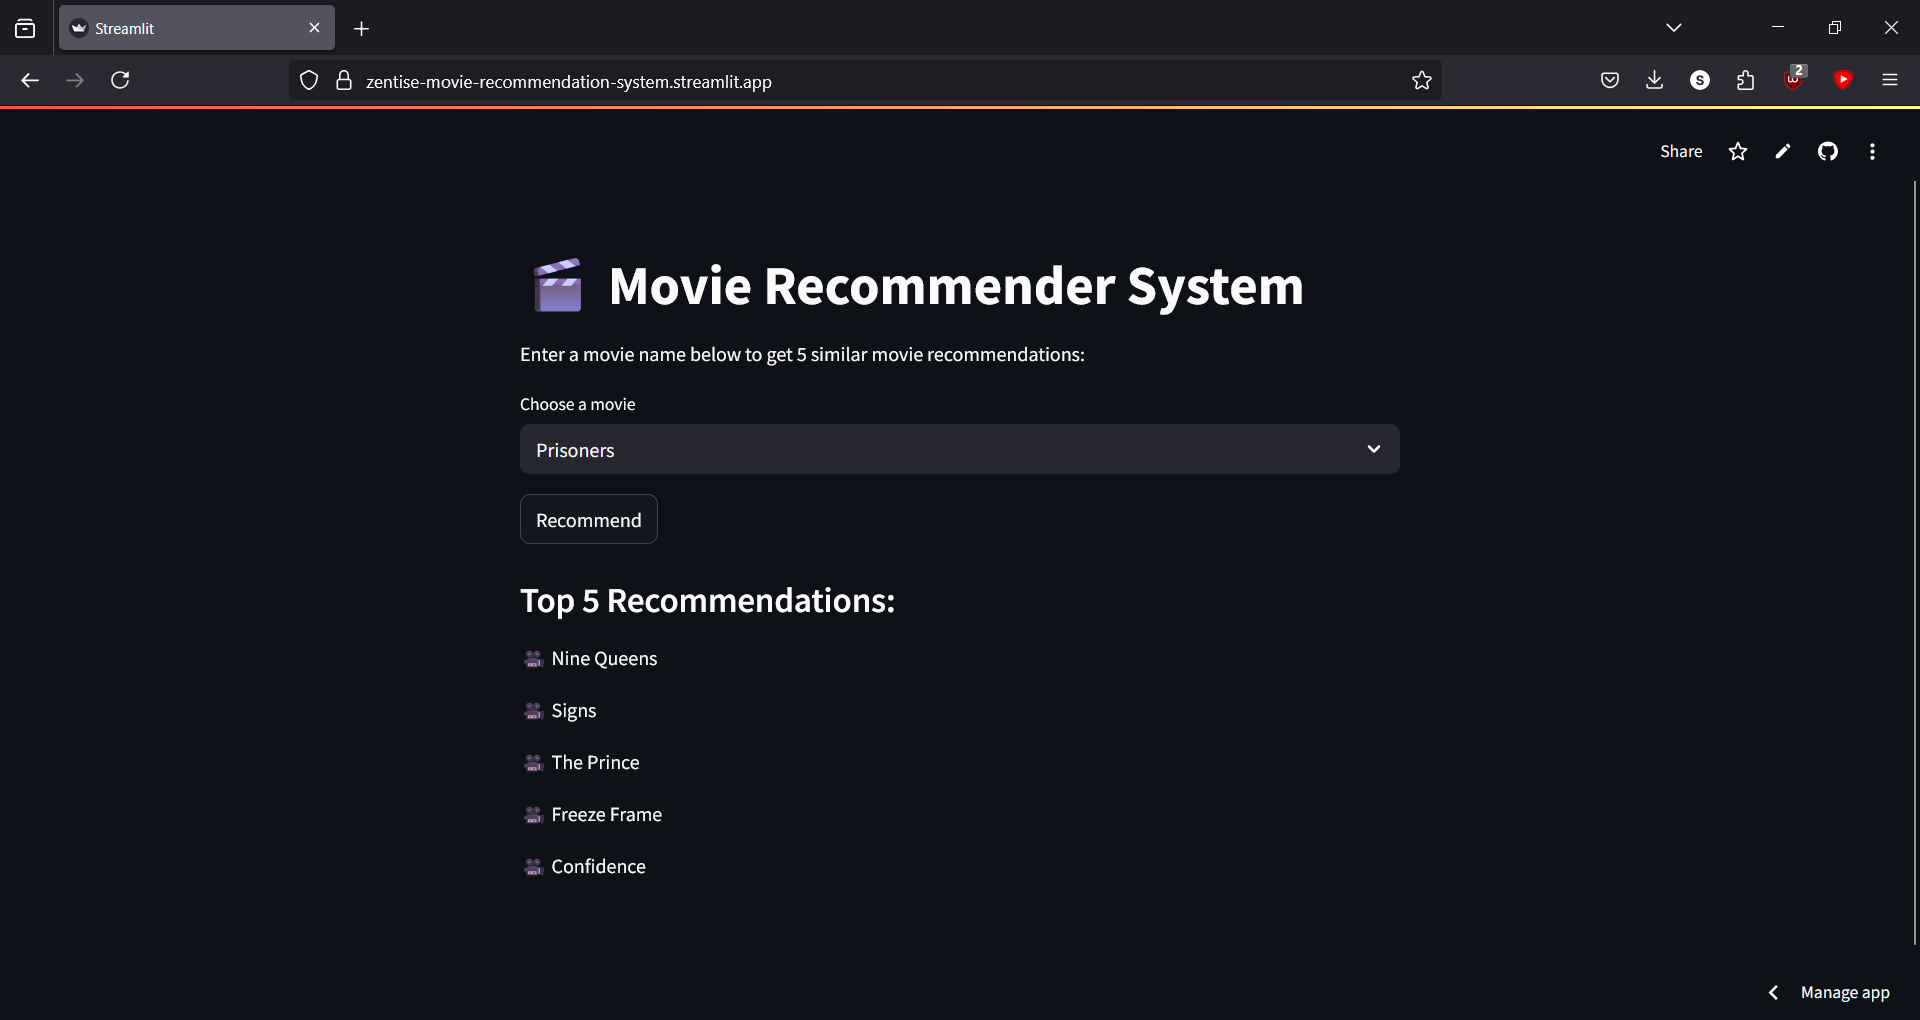 Streamlit
zentise-movie-recommendation-system.streamlit.app
S
2
Share
Movie Recommender System
Enter a movie name below to get 5 similar movie recommendations:
Choose a movie
Prisoners
Recommend
Top 5 Recommendations:
Nine Queens
Signs
The Prince
Freeze Frame
Confidence
Manage app